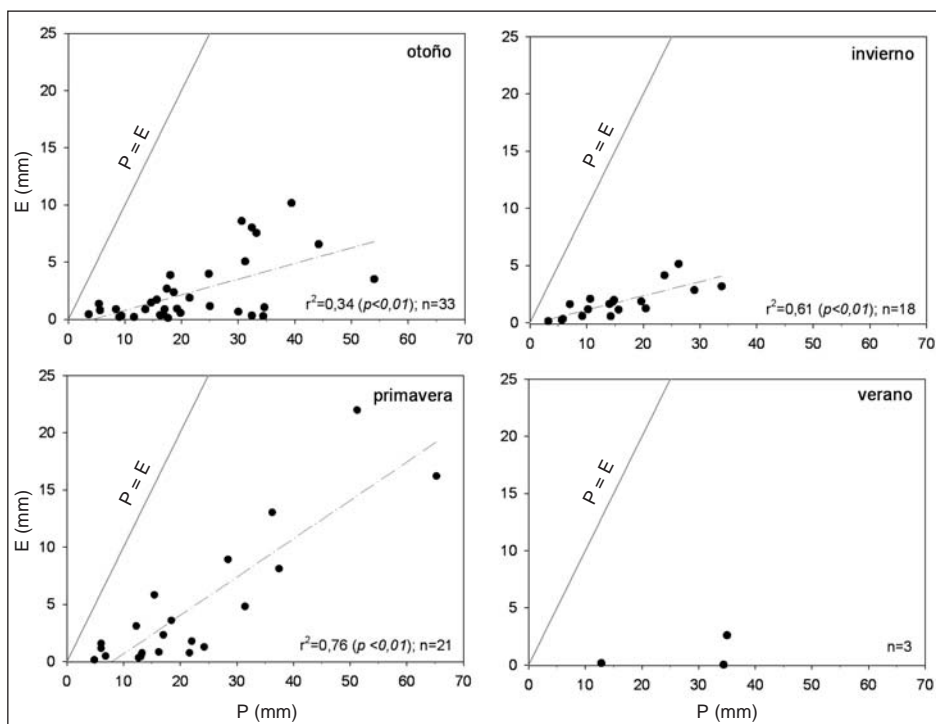 otoño
25
20
15
10
5
0
E (mm)
P = E
r²=0,34 (p<0,01); n=33
0 10 20 30 40 50 60 70
invierno
25
20
15
10
5
0
P = E
r²=0,61 (p<0,01); n=18
0 10 20 30 40 50 60 70
primavera
25
20
15
10
5
0
E (mm)
P = E
r²=0,76 (p <0,01); n=21
0 10 20 30 40 50 60 70
P (mm)
verano
25
20
15
10
5
0
P = E
n=3
0 10 20 30 40 50 60 70
P (mm)